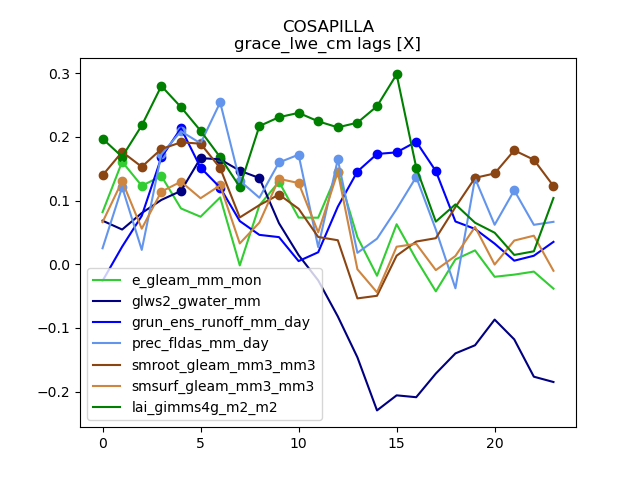 COSAPILLA
grace_lwe_cm lags [X]
0.3
0.2
0.1
0.0
−0.1
−0.2
e_gleam_mm_mon
glws2_gwater_mm
grun_ens_runoff_mm_day
prec_fldas_mm_day
smroot_gleam_mm3_mm3
smsurf_gleam_mm3_mm3
lai_gimms4g_m2_m2
0 5 10 15 20